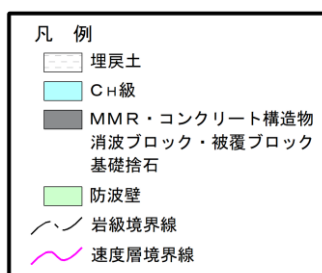 凡 例
埋戻土
CH級
MMR・コンクリート構造物
消波ブロック・被覆ブロック
基礎捨石
防波壁
岩級境界線
速度層境界線